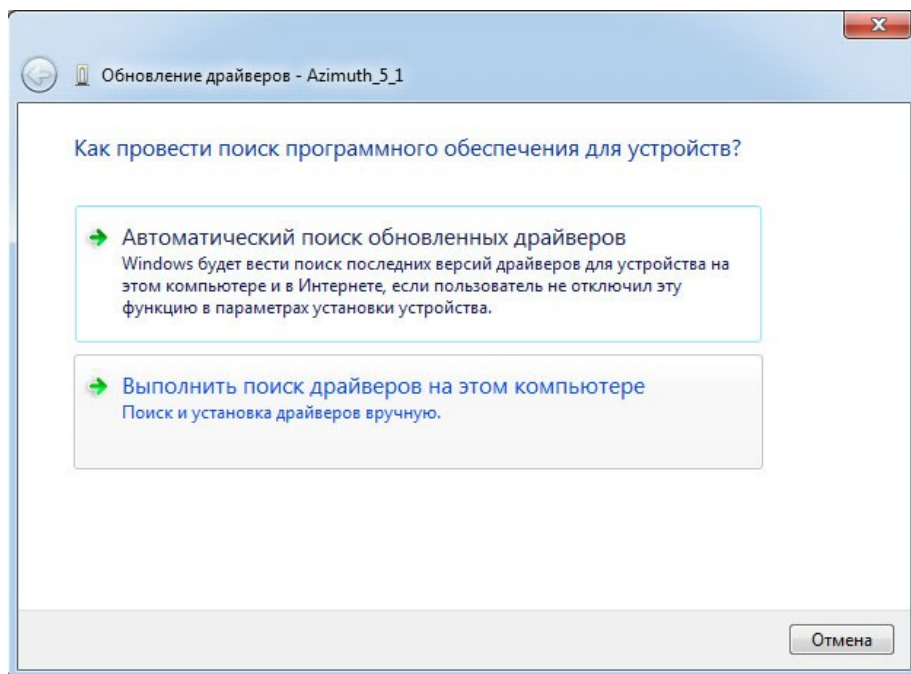 Обновление драйверов - Azimuth_5_1
Как провести поиск программного обеспечения для устройств?
Автоматический поиск обновленных драйверов
Windows будет вести поиск последних версий драйверов для устройства на
этом компьютере и в Интернете, если пользователь не отключил эту
функцию в параметрах установки устройства.
Выполнить поиск драйверов на этом компьютере
Поиск и установка драйверов вручную.
Отмена